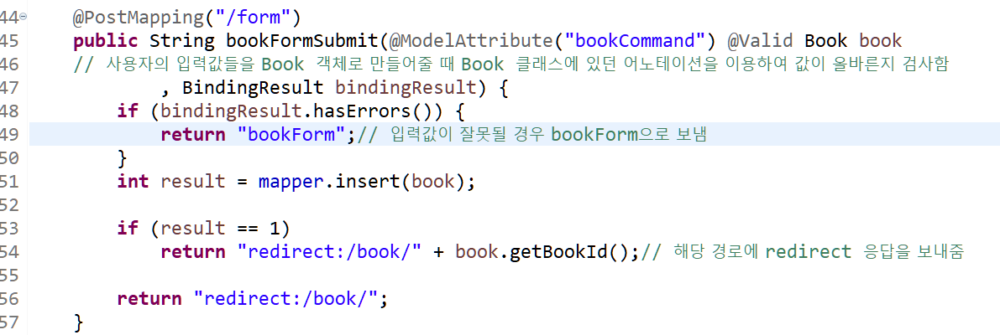 44 @PostMapping("/form")
45 public String bookFormSubmit(@ModelAttribute("bookCommand") @Valid Book book
46 // 사용자의 입력값들을 Book 객체로 만들어줄 때 Book 클래스에 있던 어노테이션을 이용하여 값이 올바른지 검사함
47 , BindingResult bindingResult) {
48 if (bindingResult.hasErrors()) {
49 return "bookForm";// 입력값이 잘못될 경우 bookForm으로 보냄
50 }
51 int result = mapper.insert(book);
52
53 if (result == 1)
54 return "redirect:/book/" + book.getBookId();// 해당 경로에 redirect 응답을 보내줌
55
56 return "redirect:/book/";
57 }